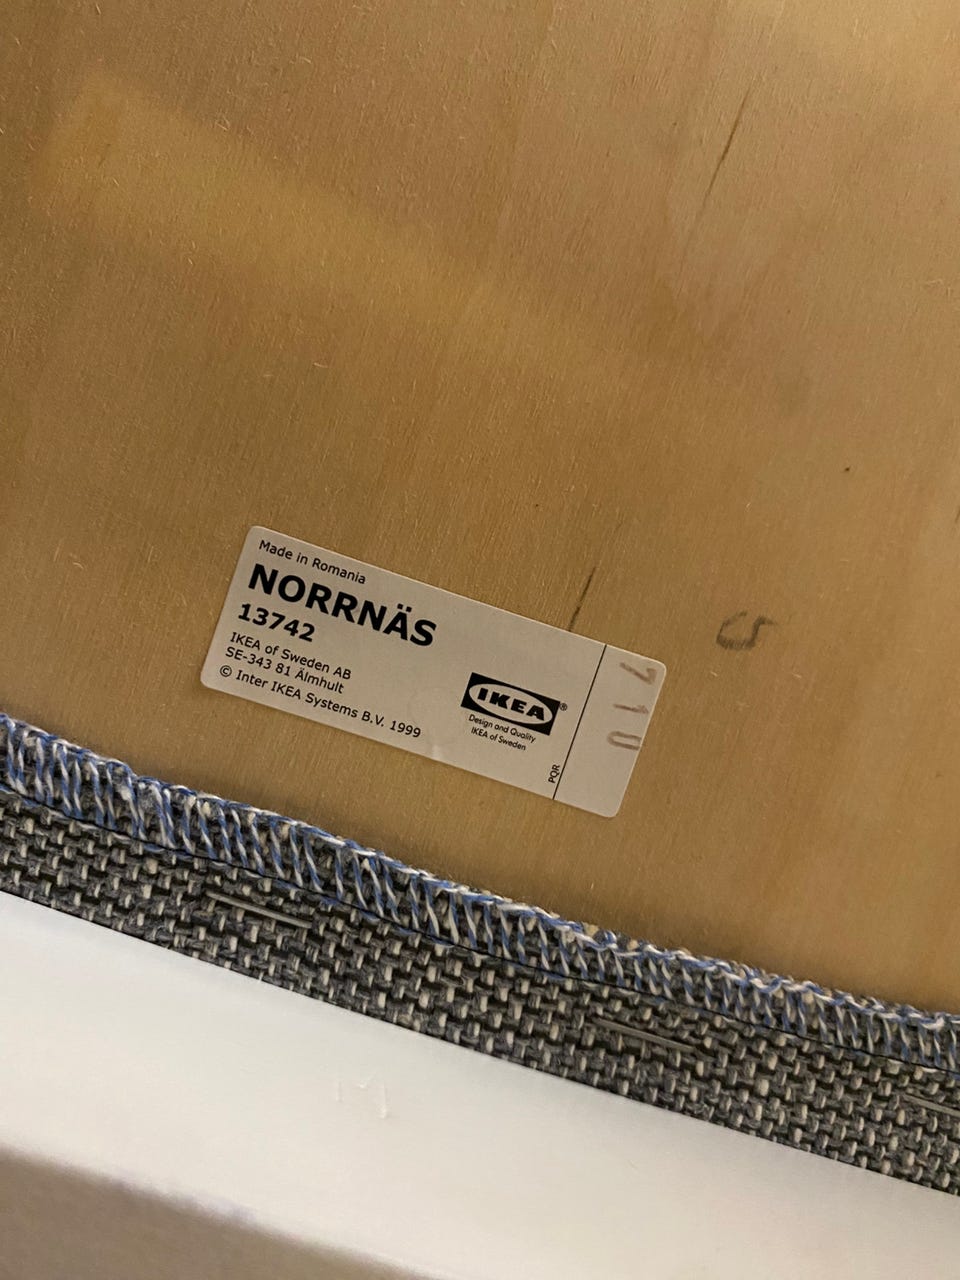 Made in Romania
NORRNÄS
13742
IKEA of Sweden AB
SE-343 81 Älmhult
© Inter IKEA Systems B.V. 1999
IKEA®
Design and Quality
IKEA of Sweden
PQR
710